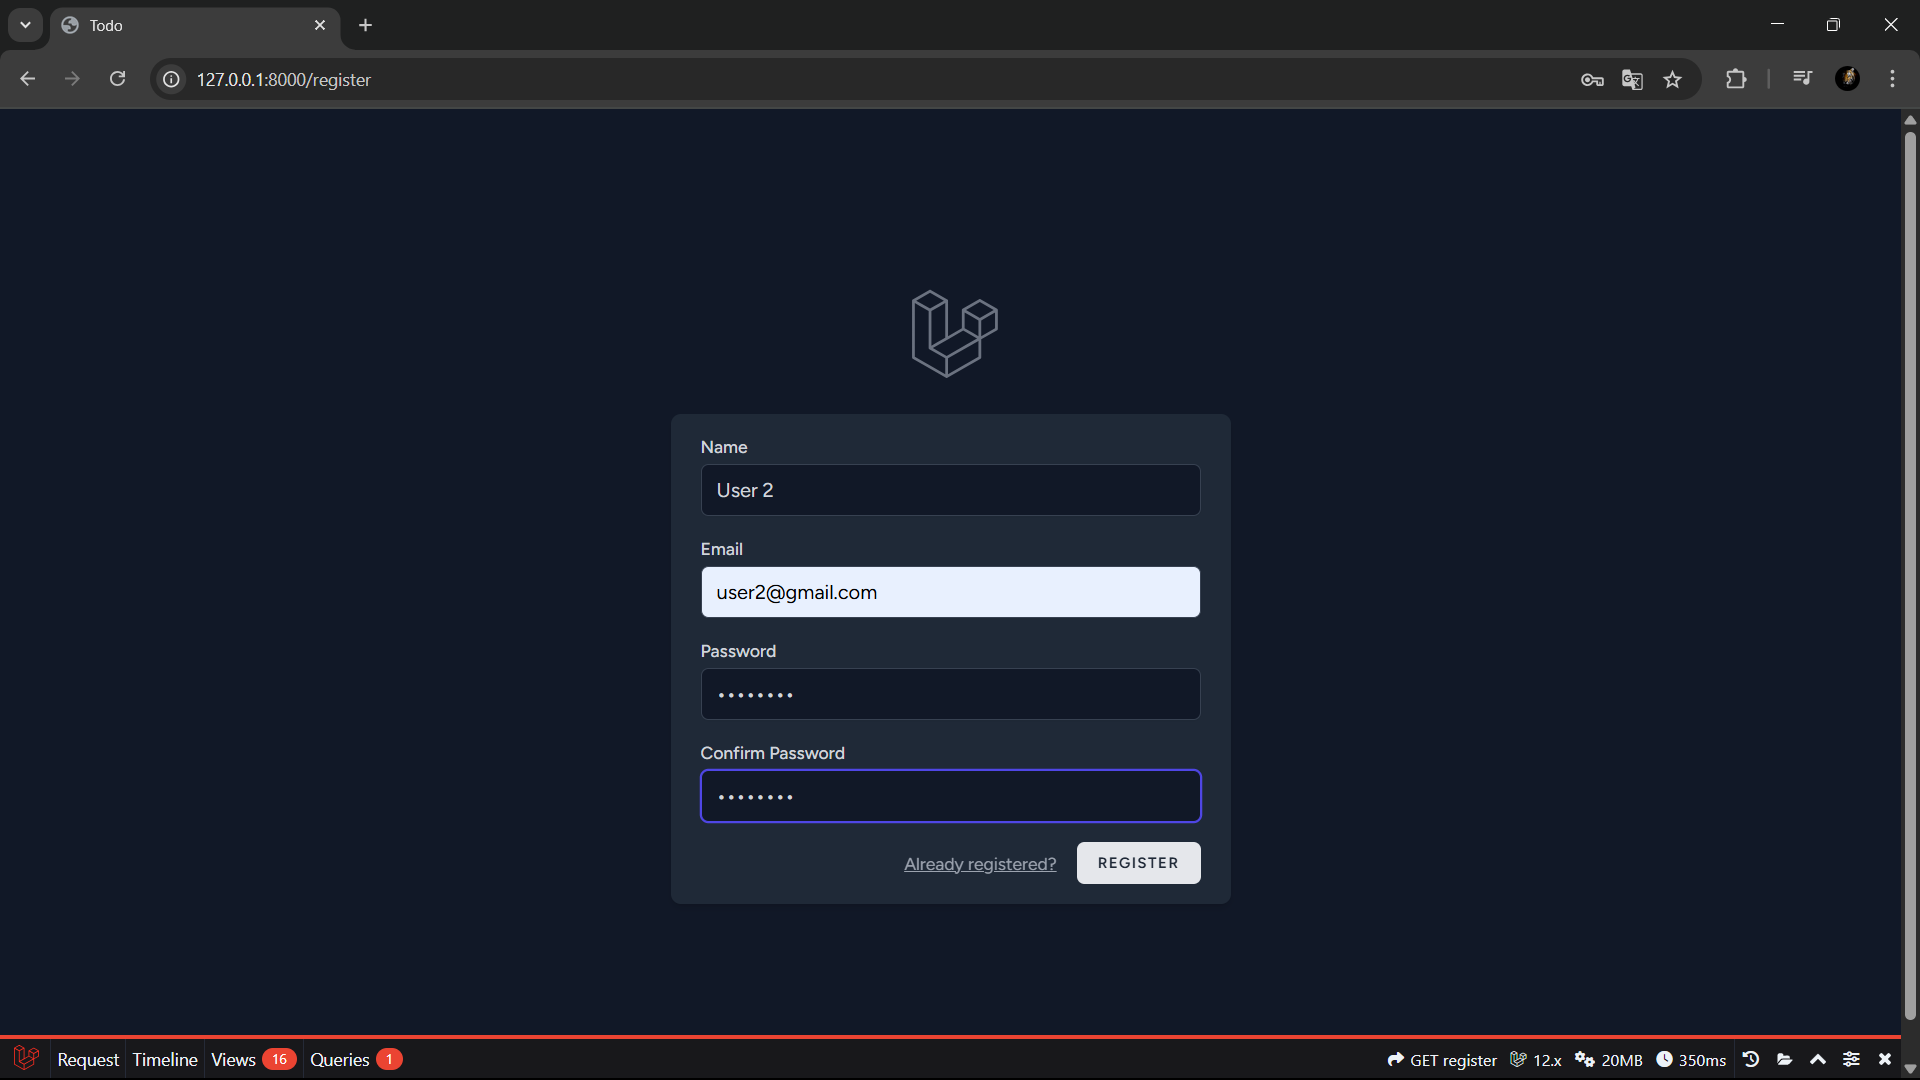 Todo
127.0.0.1:8000/register
Name
User 2
Email
user2@gmail.com
Password
••••••••
Confirm Password
••••••••
Already registered? REGISTER
Request Timeline Views 16 Queries 1 GET register 12.x 20MB 350ms